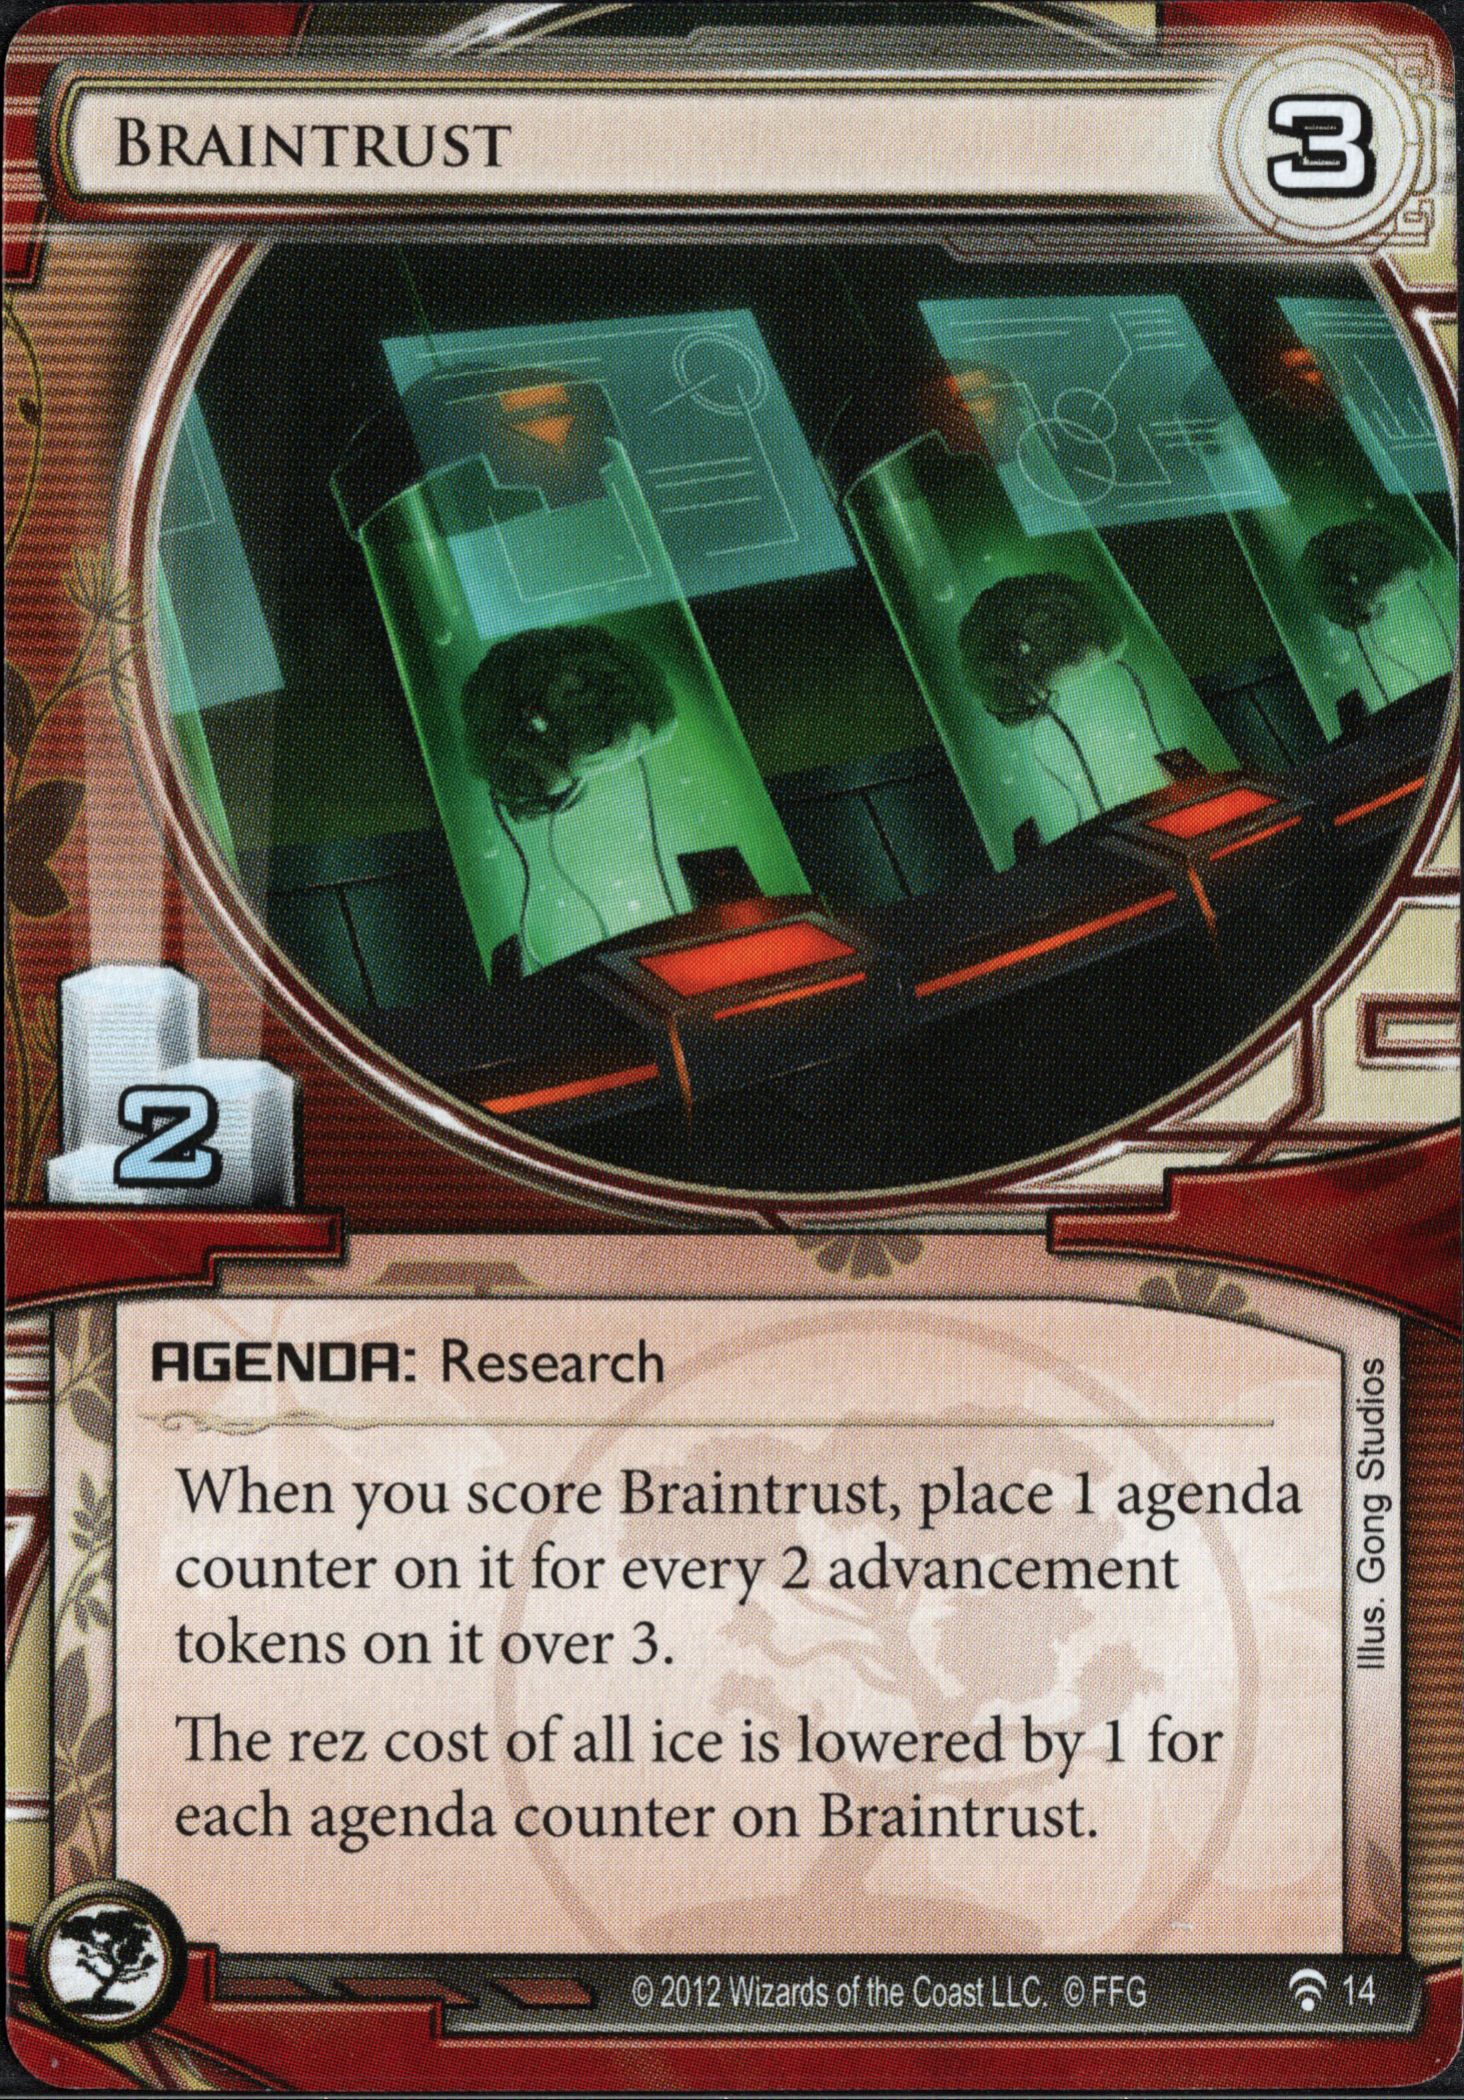 BRAINTRUST
3
2
AGENDA: Research
When you score Braintrust, place 1 agenda
counter on it for every 2 advancement
tokens on it over 3.
The rez cost of all ice is lowered by 1 for
each agenda counter on Braintrust.
Illus. Gong Studios
© 2012 Wizards of the Coast LLC. © FFG
14